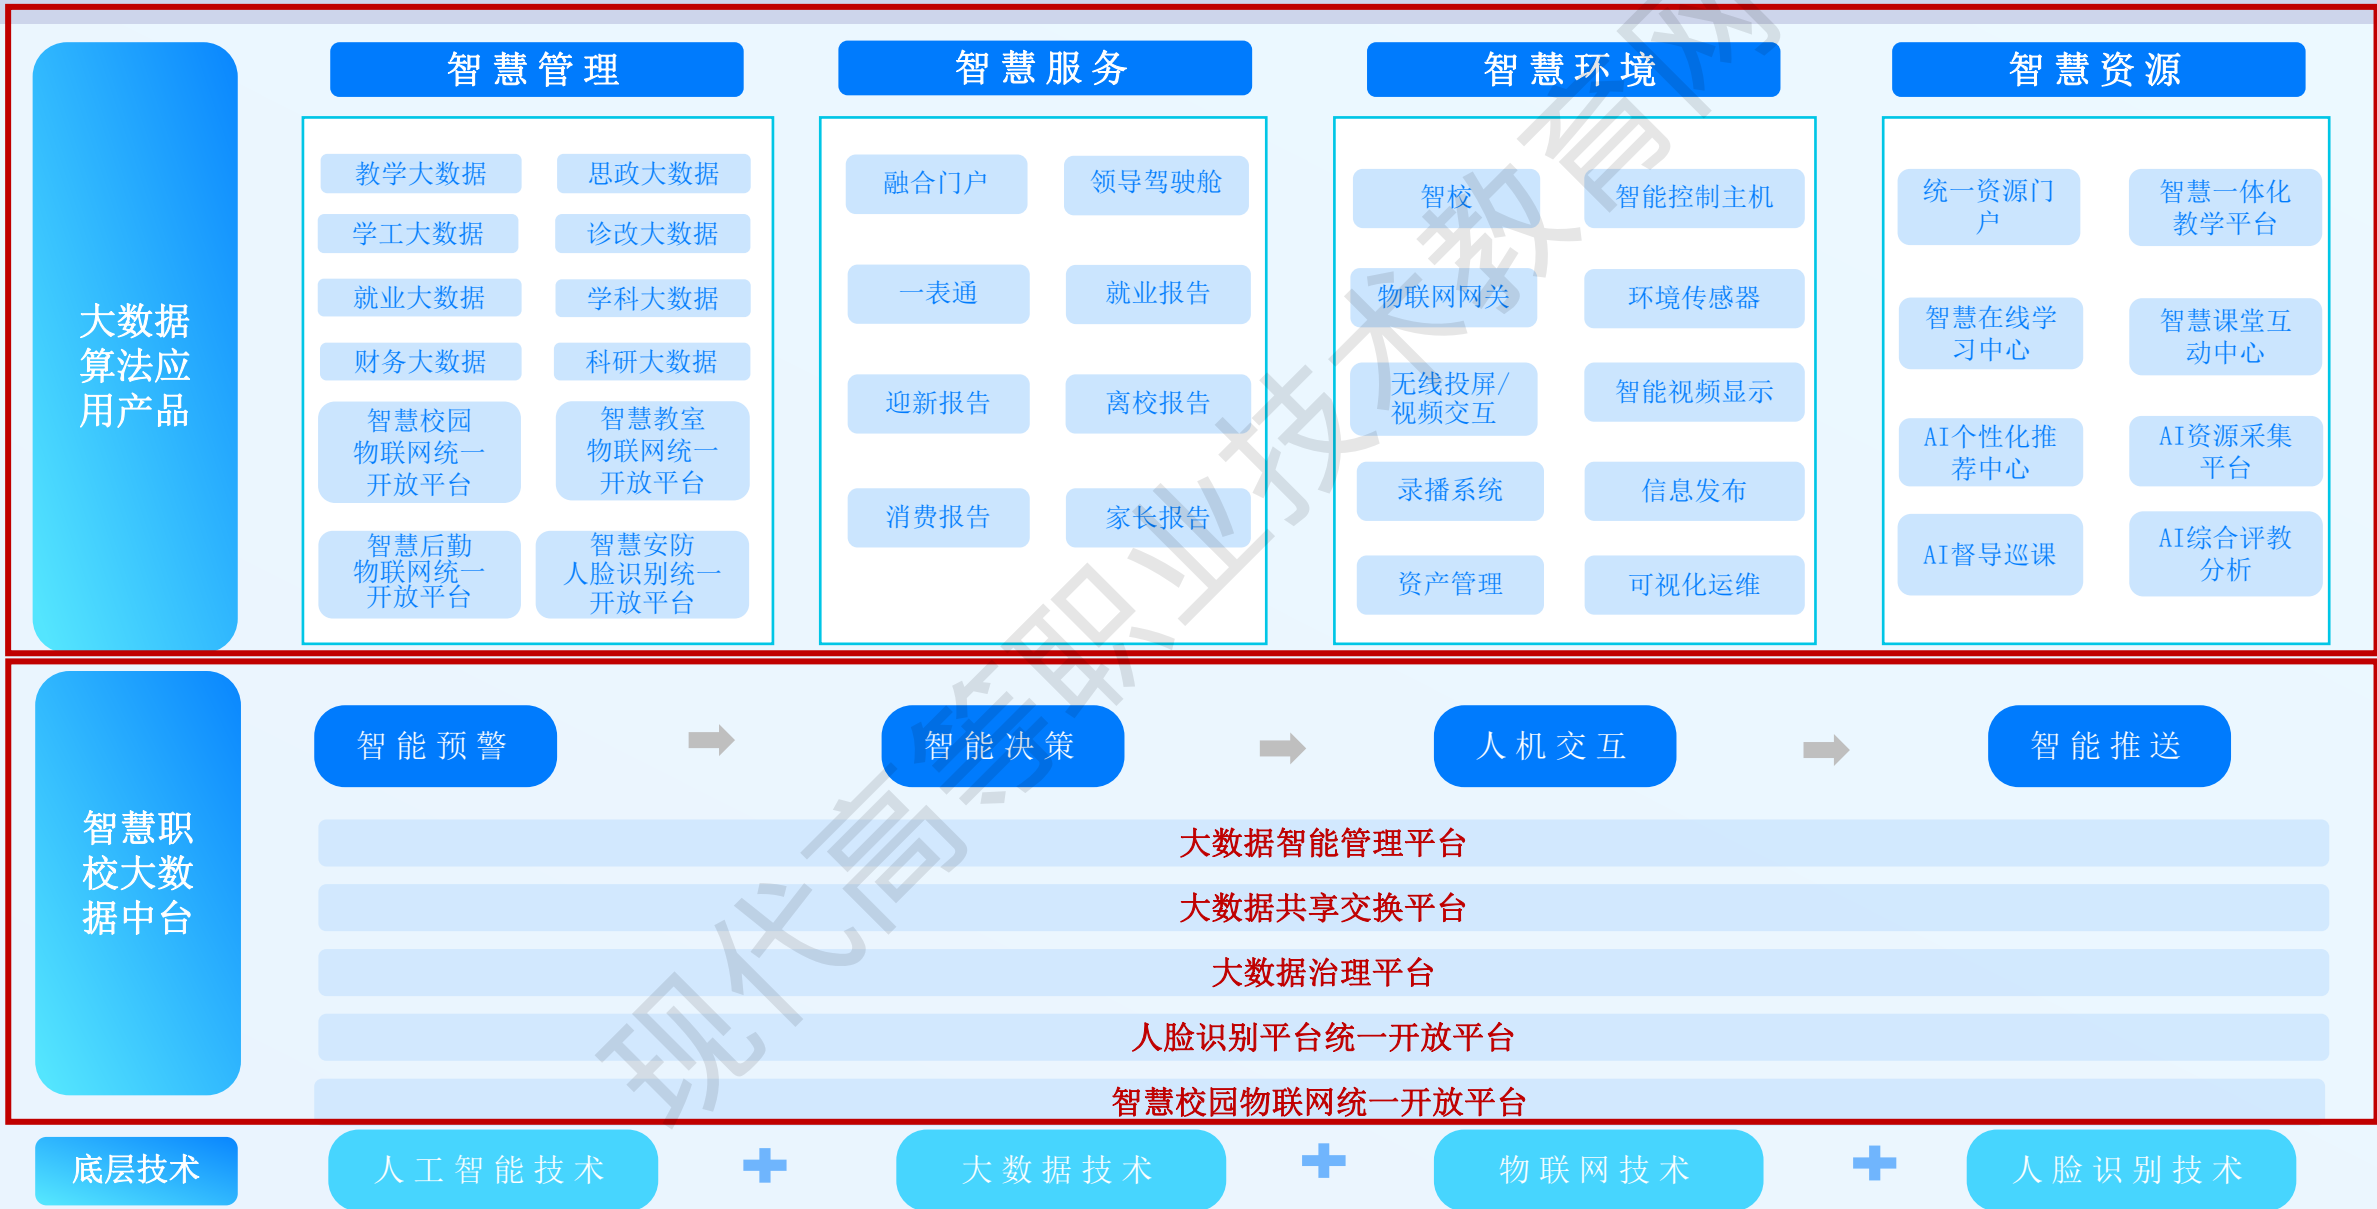 智慧管理
智慧服务
智慧环境
智慧资源
大数据
算法应
用产品
教学大数据
思政大数据
学工大数据
诊改大数据
就业大数据
学科大数据
财务大数据
科研大数据
智慧校园
物联网统一
开放平台
智慧教室
物联网统一
开放平台
智慧后勤
物联网统一
开放平台
智慧安防
人脸识别统一
开放平台
融合门户
领导驾驶舱
一表通
就业报告
迎新报告
离校报告
消费报告
家长报告
智校
智能控制主机
物联网网关
环境传感器
无线投屏/
视频交互
智能视频显示
录播系统
信息发布
资产管理
可视化运维
统一资源门
户
智慧一体化
教学平台
智慧在线学
习中心
智慧课堂互
动中心
AI个性化推
荐中心
AI资源采集
平台
AI督导巡课
AI综合评教
分析
智慧职
校大数
据中台
智能预警
智能决策
人机交互
智能推送
大数据智能管理平台
大数据共享交换平台
大数据治理平台
人脸识别平台统一开放平台
智慧校园物联网统一开放平台
底层技术
人工智能技术
大数据技术
物联网技术
人脸识别技术
现代高等职业技术教育网